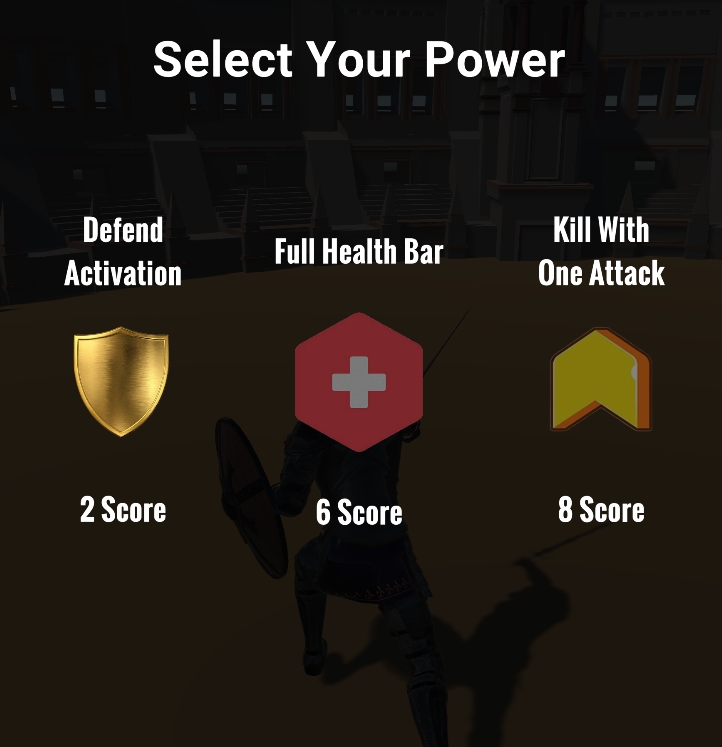 Select Your Power
Defend
Activation
Full Health Bar
Kill With
One Attack
2 Score
6 Score
8 Score